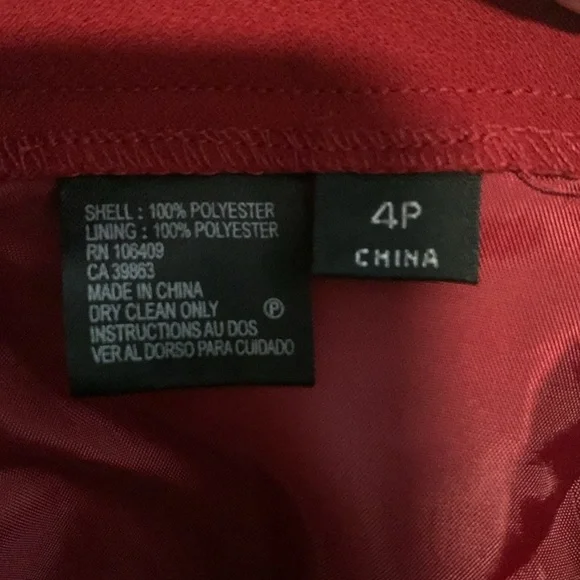 SHELL : 100% POLYESTER
LINING : 100% POLYESTER
RN 106409
CA 39863
MADE IN CHINA
DRY CLEAN ONLY Ⓟ
INSTRUCTIONS AU DOS
VER AL DORSO PARA CUIDADO
4P
CHINA